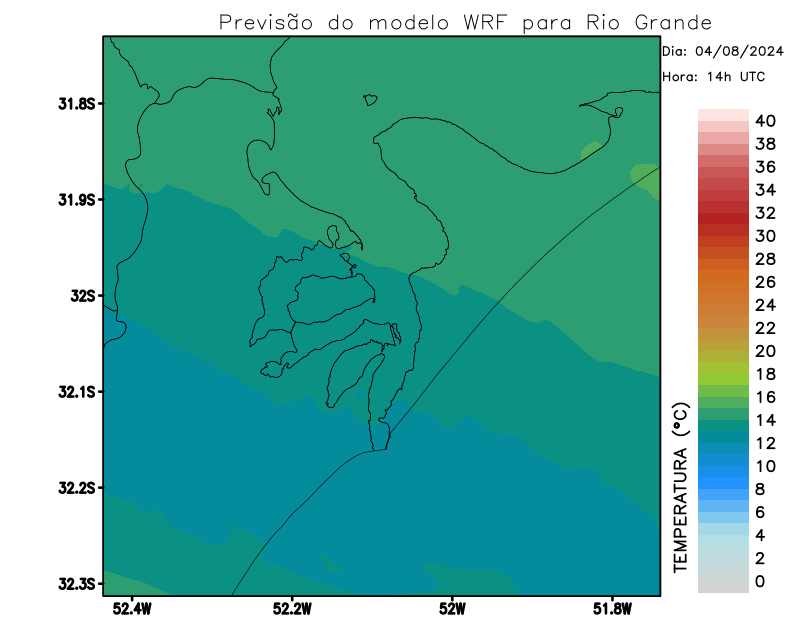 Previsão do modelo WRF para Rio Grande
Dia: 04/08/2024
Hora: 14h UTC
31.8S
31.9S
32S
32.1S
32.2S
32.3S
52.4W
52.2W
52W
51.8W
TEMPERATURA (°C)
40
38
36
34
32
30
28
26
24
22
20
18
16
14
12
10
8
6
4
2
0